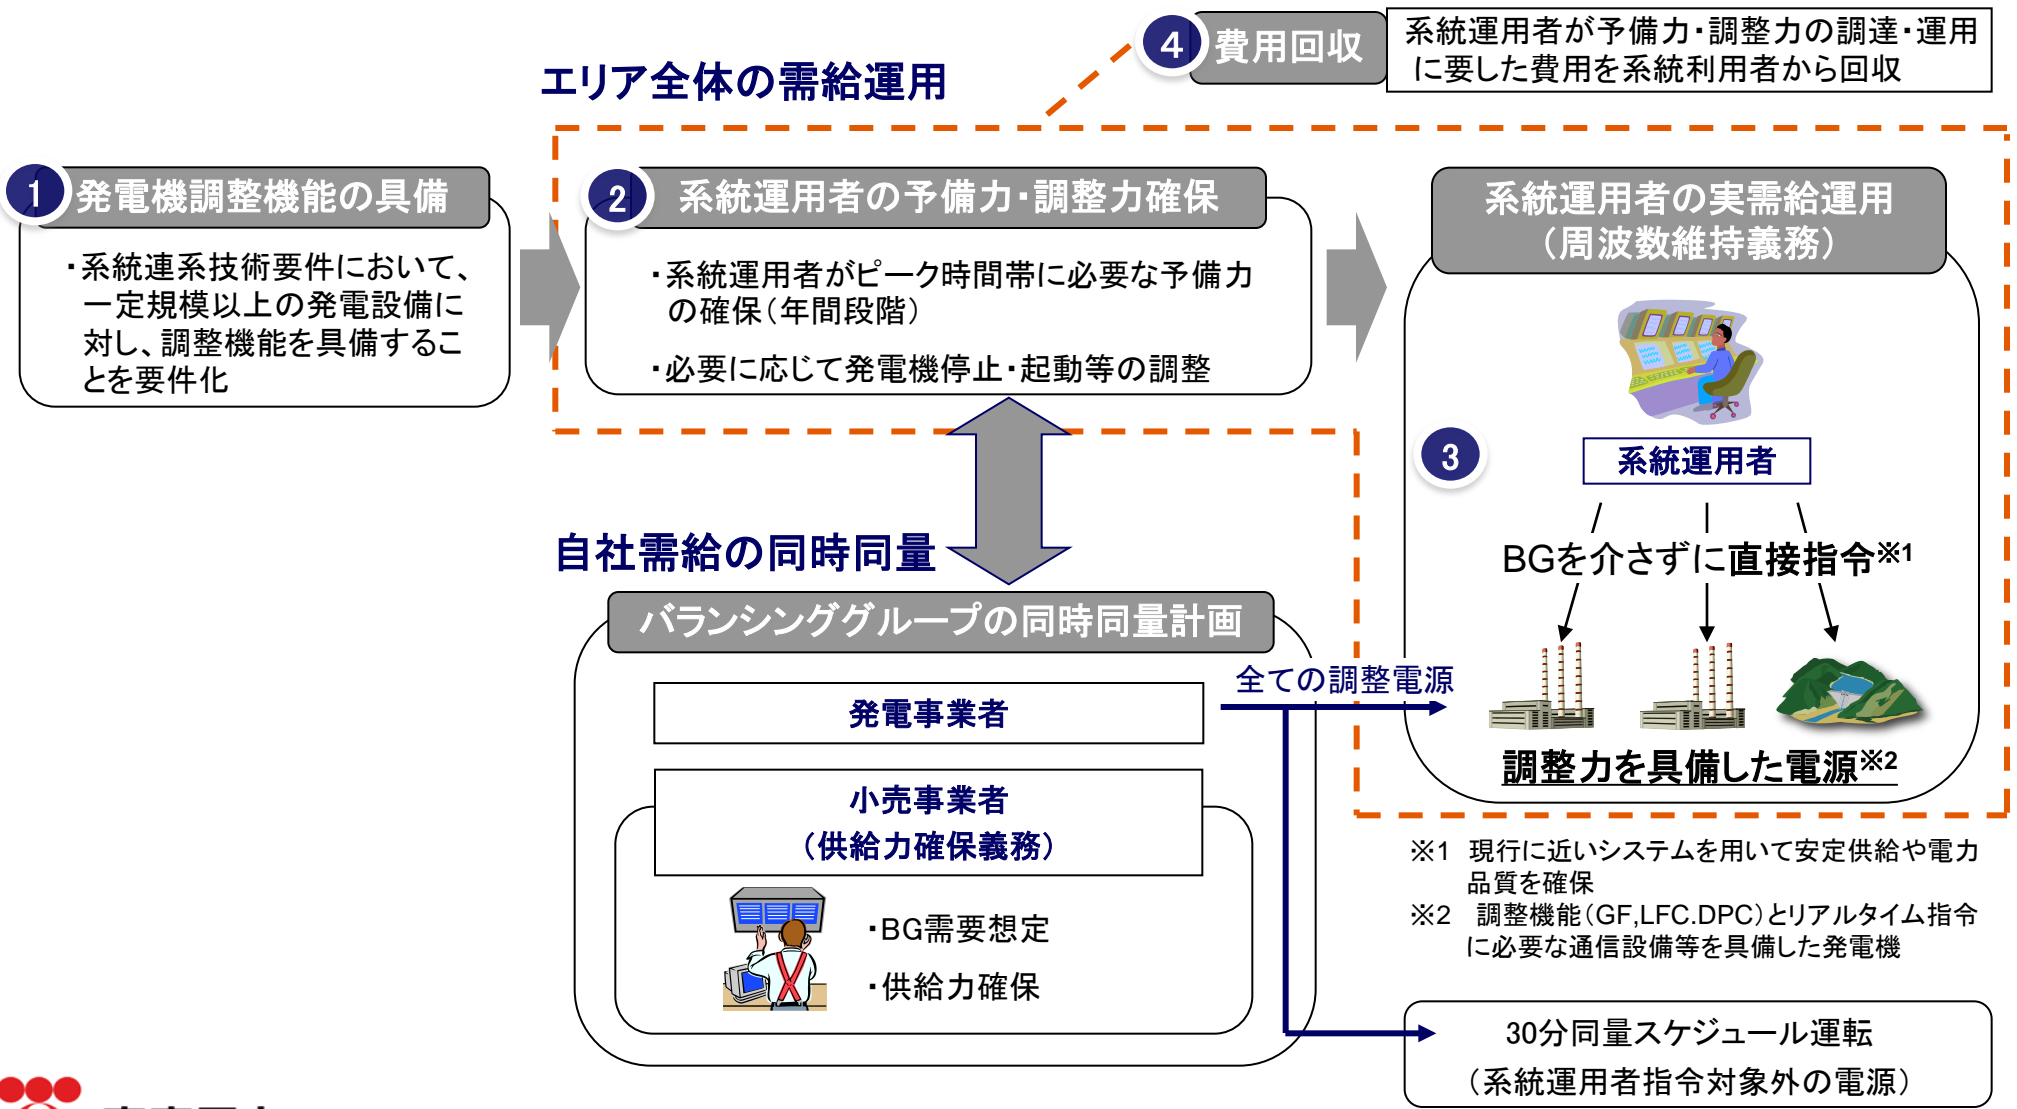 4 費用回収
系統運用者が予備力・調整力の調達・運用
に要した費用を系統利用者から回収
エリア全体の需給運用
1 発電機調整機能の具備
・系統連系技術要件において、
一定規模以上の発電設備に
対し、調整機能を具備するこ
とを要件化
2 系統運用者の予備力・調整力確保
・系統運用者がピーク時間帯に必要な予備力
の確保（年間段階）
・必要に応じて発電機停止・起動等の調整
系統運用者の実需給運用
（周波数維持義務）
3
系統運用者
BGを介さずに直接指令※1
調整力を具備した電源※2
自社需給の同時同量
バランシンググループの同時同量計画
発電事業者
全ての調整電源
小売事業者
（供給力確保義務）
・BG需要想定
・供給力確保
※1 現行に近いシステムを用いて安定供給や電力
品質を確保
※2 調整機能（GF,LFC.DPC）とリアルタイム指令
に必要な通信設備等を具備した発電機
30分同量スケジュール運転
（系統運用者指令対象外の電源）